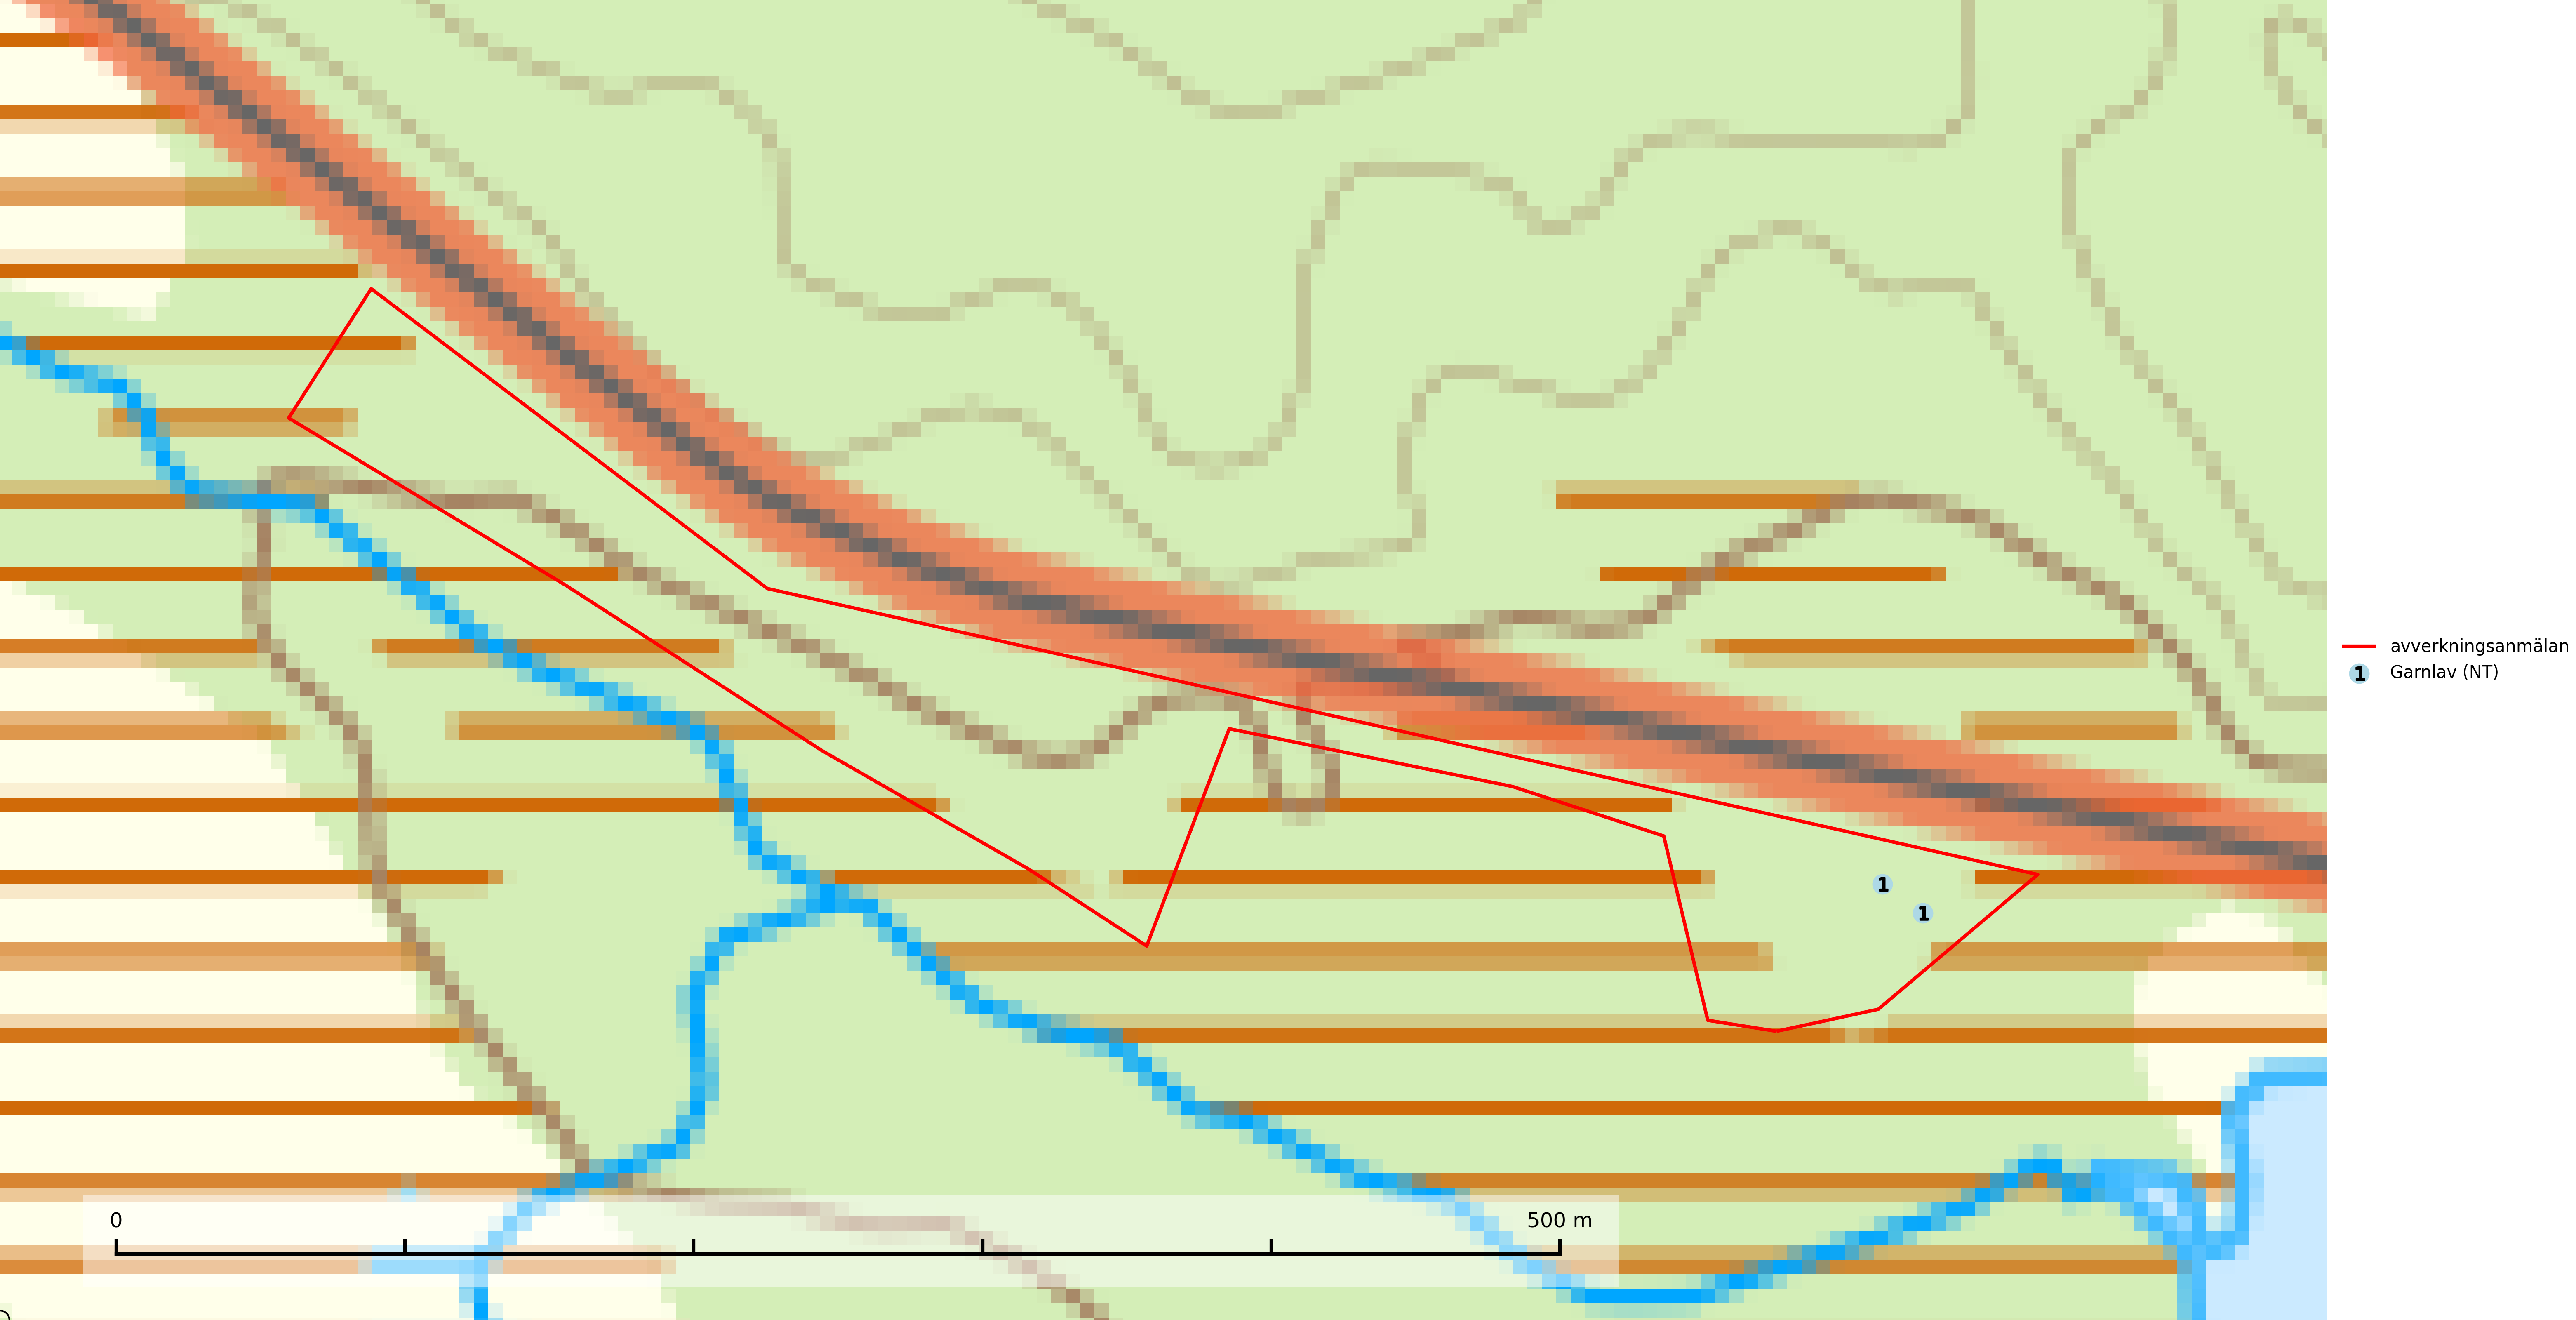 avverkningsanmälan
1 Garnlav (NT)
1
1
0 500 m